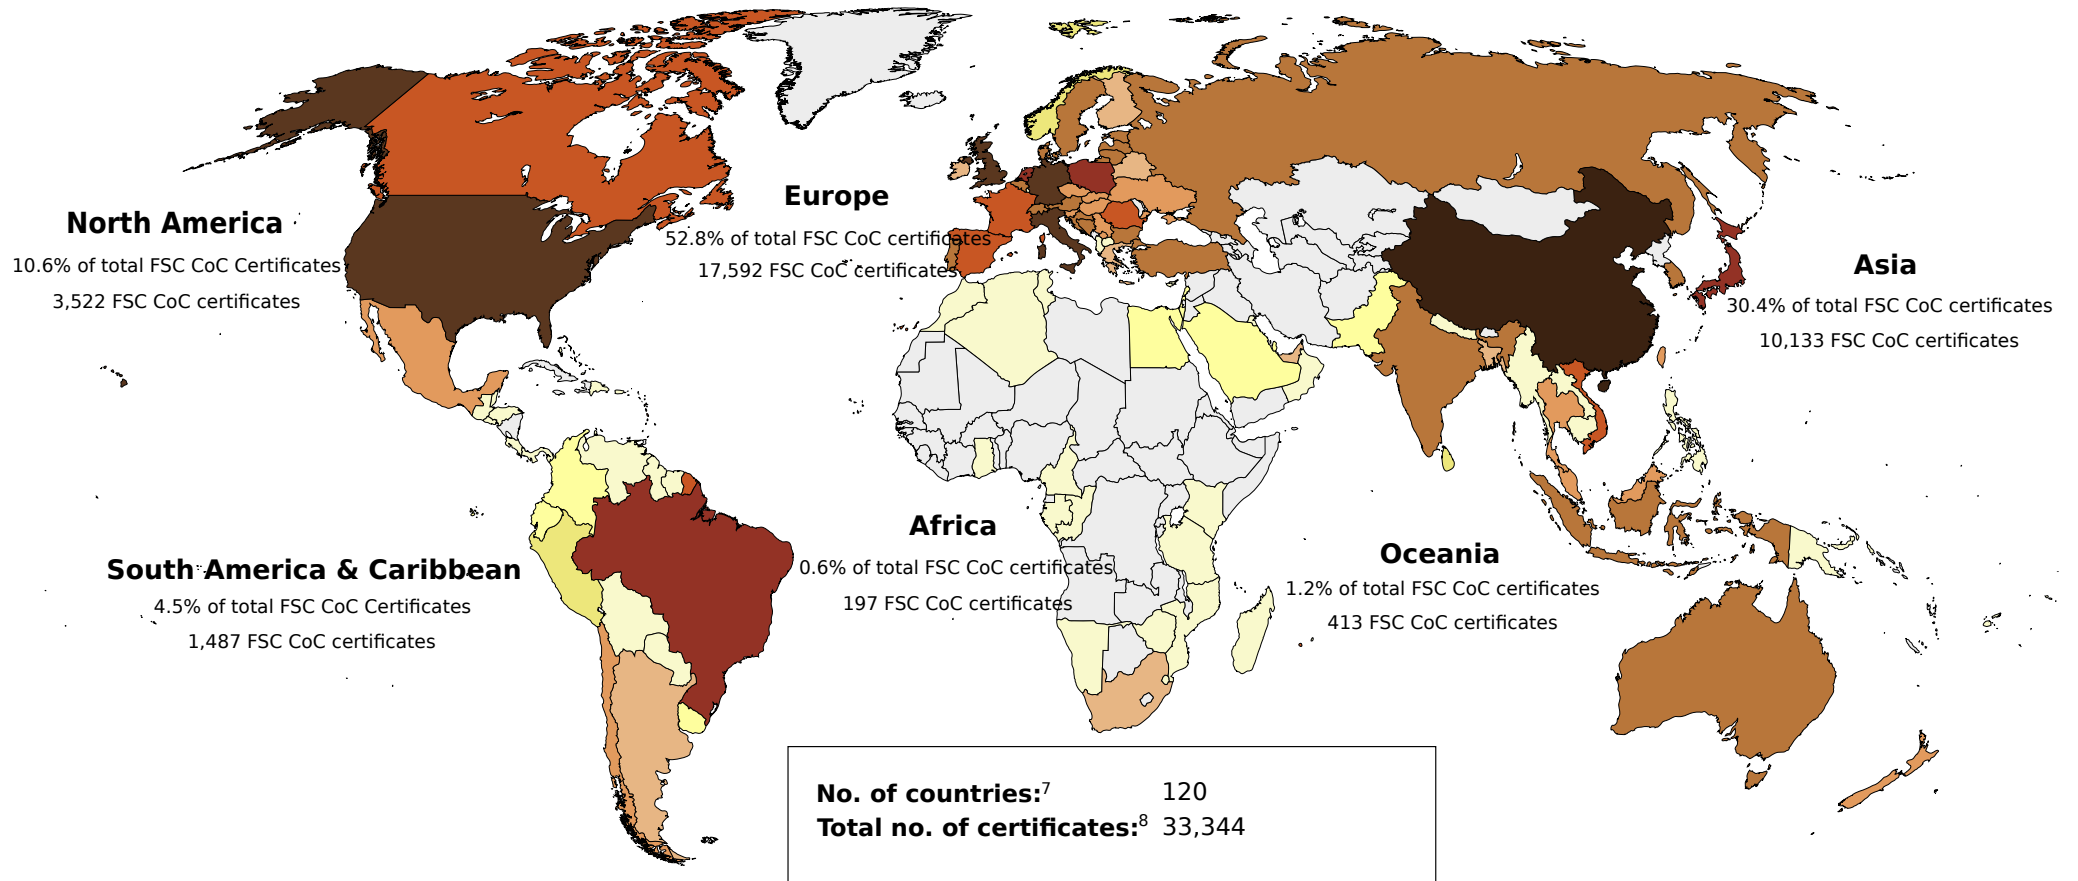 North America
10.6% of total FSC CoC Certificates
3,522 FSC CoC certificates
Europe
52.8% of total FSC CoC certificates
17,592 FSC CoC certificates
Asia
30.4% of total FSC CoC certificates
10,133 FSC CoC certificates
South America & Caribbean
4.5% of total FSC CoC Certificates
1,487 FSC CoC certificates
Africa
0.6% of total FSC CoC certificates
197 FSC CoC certificates
Oceania
1.2% of total FSC CoC certificates
413 FSC CoC certificates
No. of countries:⁷ 120
Total no. of certificates:⁸ 33,344